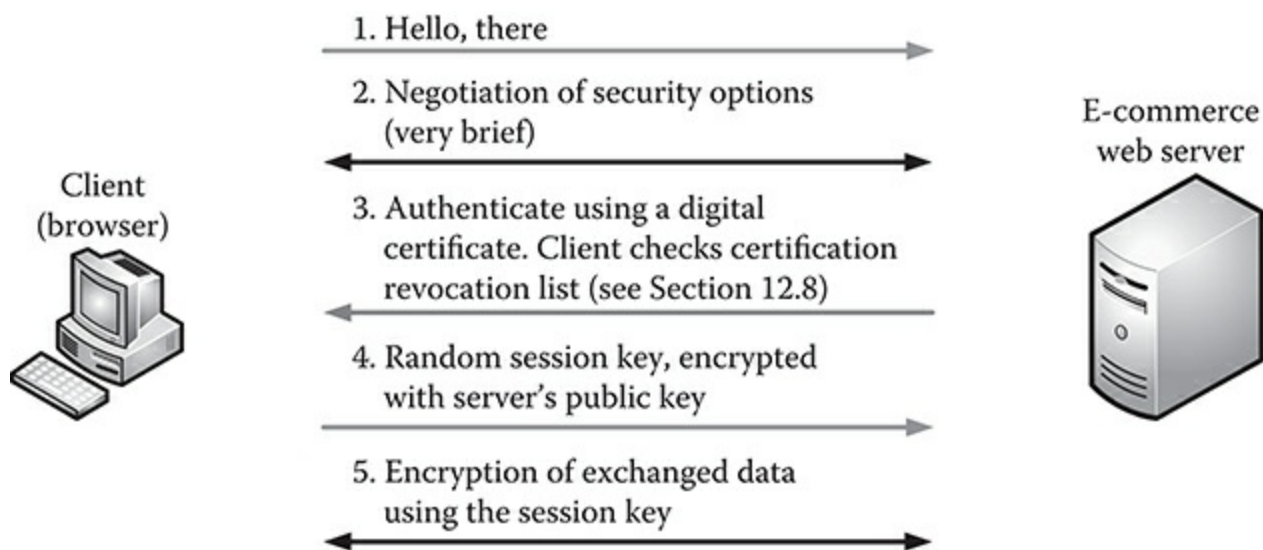 1. Hello, there
2. Negotiation of security options
(very brief)
E-commerce
web server
Client
(browser)
3. Authenticate using a digital
certificate. Client checks certification
revocation list (see Section 12.8)
4. Random session key, encrypted
with server's public key
5. Encryption of exchanged data
using the session key